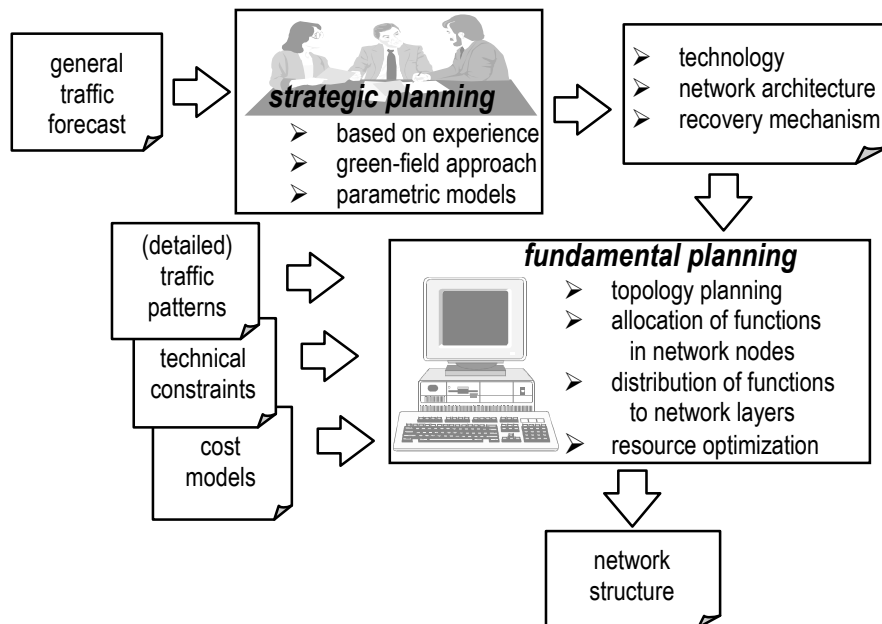 general
traffic
forecast
strategic planning
➢ based on experience
➢ green-field approach
➢ parametric models
➢ technology
➢ network architecture
➢ recovery mechanism
(detailed)
traffic
patterns
technical
constraints
cost
models
fundamental planning
➢ topology planning
➢ allocation of functions
in network nodes
➢ distribution of functions
to network layers
➢ resource optimization
network
structure